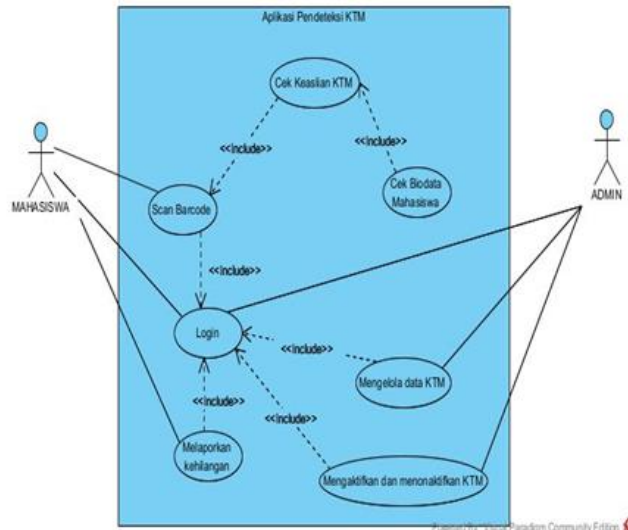 Aplikasi Pendeteksi KTM
Cek Keaslian KTM
<<Include>>
<<Include>>
MAHASISWA
Scan Barcode
Cek Biodata
Mahasiswa
ADMIN
<<Include>>
Login
<<Include>>
Mengelola data KTM
<<Include>>
<<Include>>
Melaporkan
kehilangan
Mengaktifkan dan menonaktifkan KTM
Visual Paradigm Community Edition